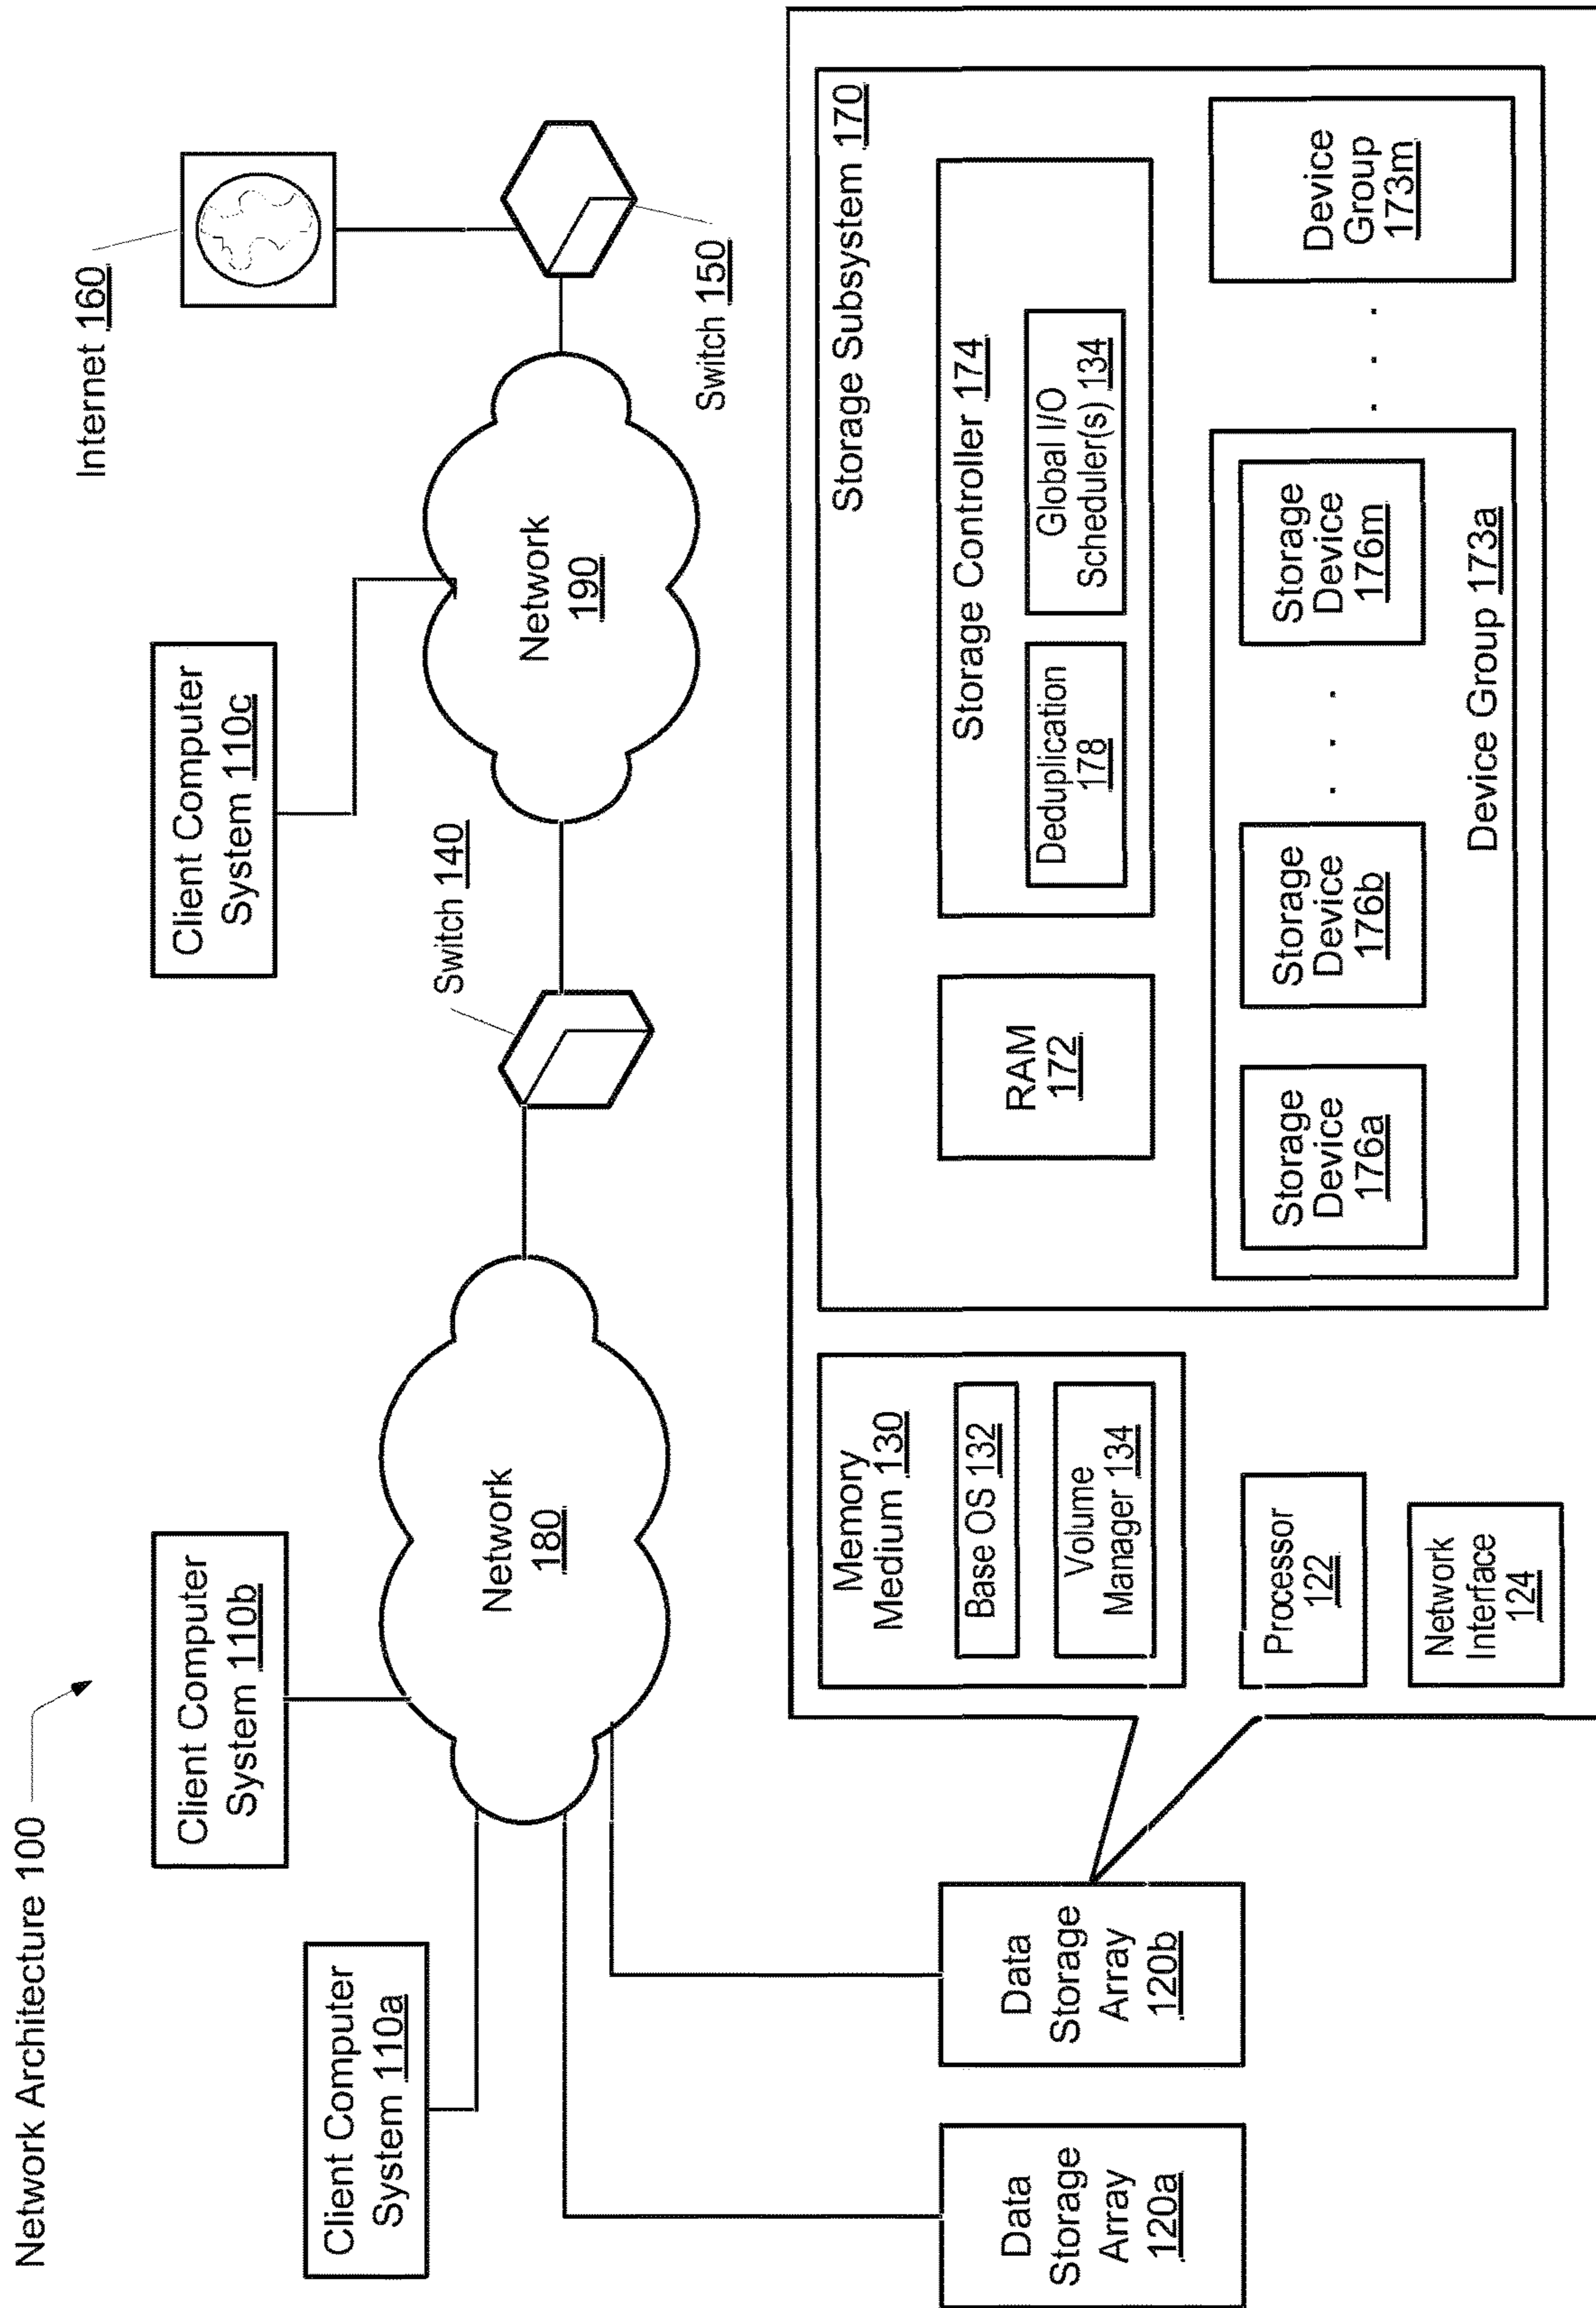 Network Architecture 100
Client Computer
System 110a
Client Computer
System 110b
Client Computer
System 110c
Internet 160
Switch 140
Switch 150
Network
180
Network
190
Data
Storage
Array
120a
Data
Storage
Array
120b
Memory
Medium 130
Base OS 132
Volume
Manager 134
Processor
122
Network
Interface
124
Storage Subsystem 170
RAM
172
Storage Controller 174
Deduplication
178
Global I/O
Scheduler(s) 134
Storage
Device
176a
Storage
Device
176b
. . .
Storage
Device
176m
Device Group 173a
. . .
Device
Group
173m